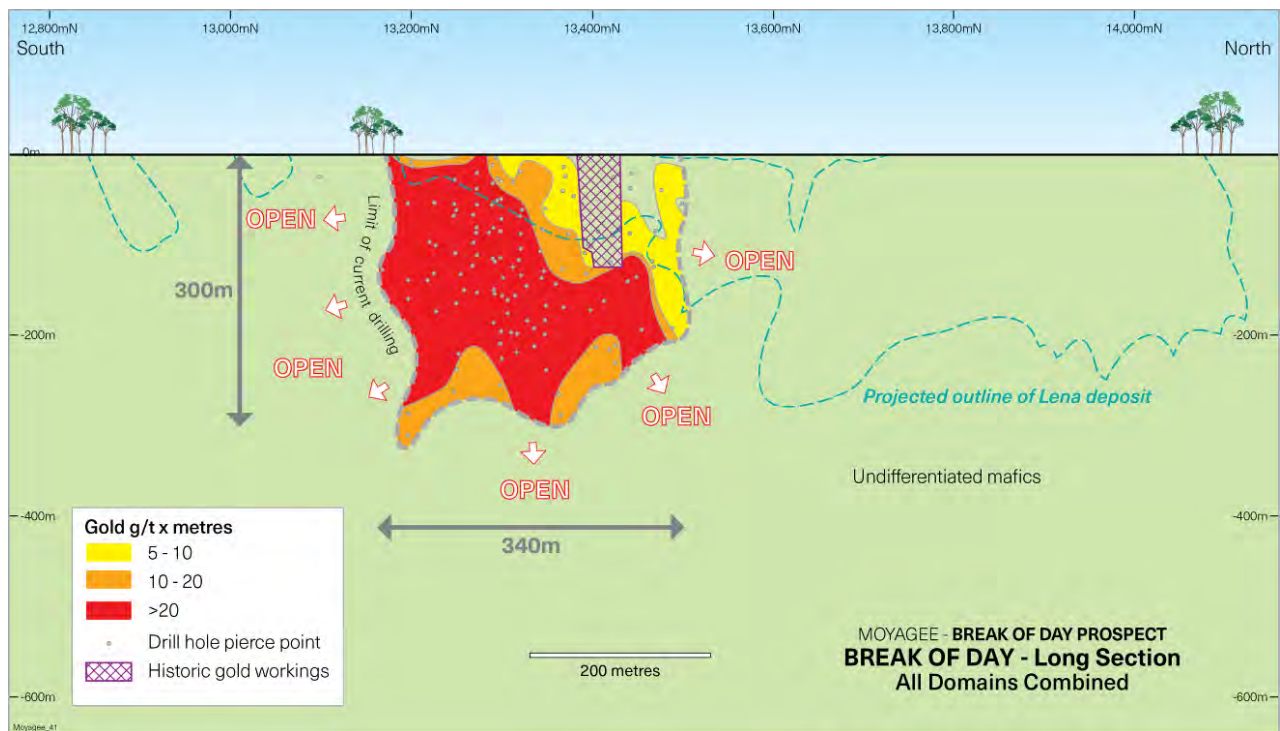 12,800mN 13,000mN 13,200mN 13,400mN 13,600mN 13,800mN 14,000mN
South North
0m
OPEN
Limit of current drilling
OPEN
300m
-200m -200m
OPEN
OPEN
Projected outline of Lena deposit
Undifferentiated mafics
OPEN
-400m -400m
340m
Gold g/t x metres
5 - 10
10 - 20
>20
Drill hole pierce point
Historic gold workings
200 metres
MOYAGEE - BREAK OF DAY PROSPECT
BREAK OF DAY - Long Section
All Domains Combined
-600m -600m
Moyagee_41